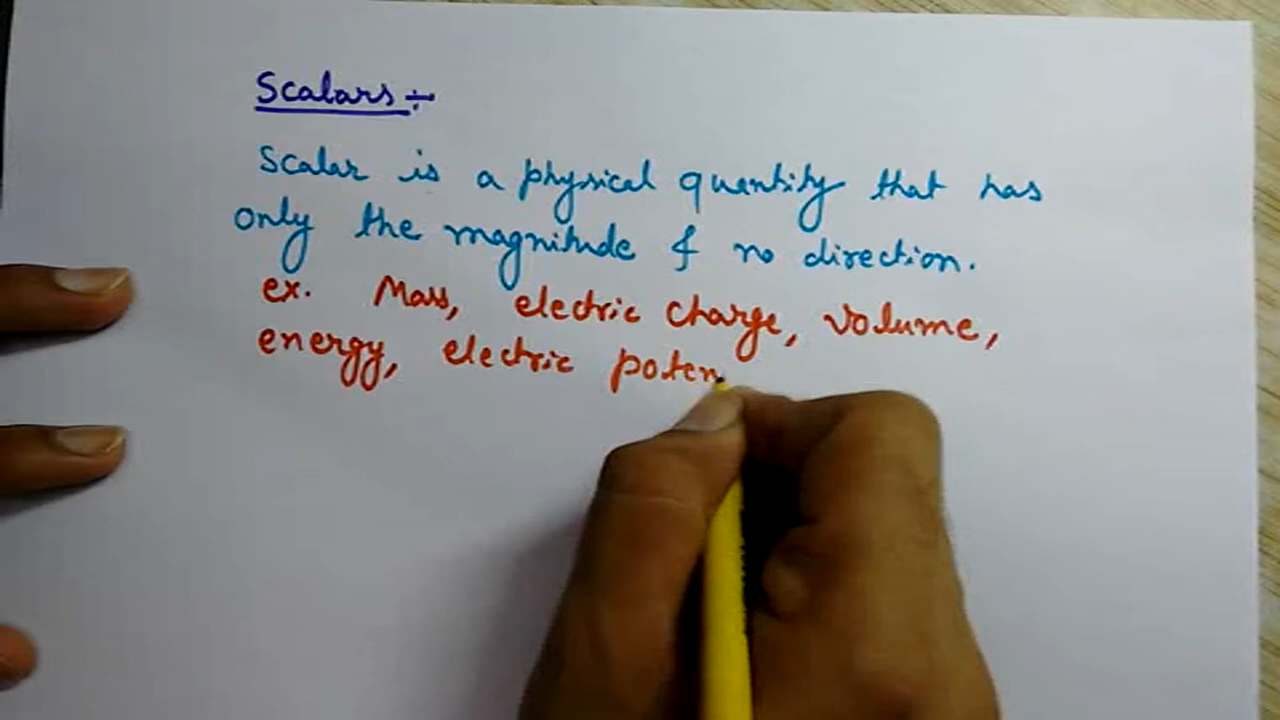 Scalars :-
Scalar is a physical quantity that has
only the magnitude & no direction.
ex. Mass, electric charge, volume,
energy, electric poten